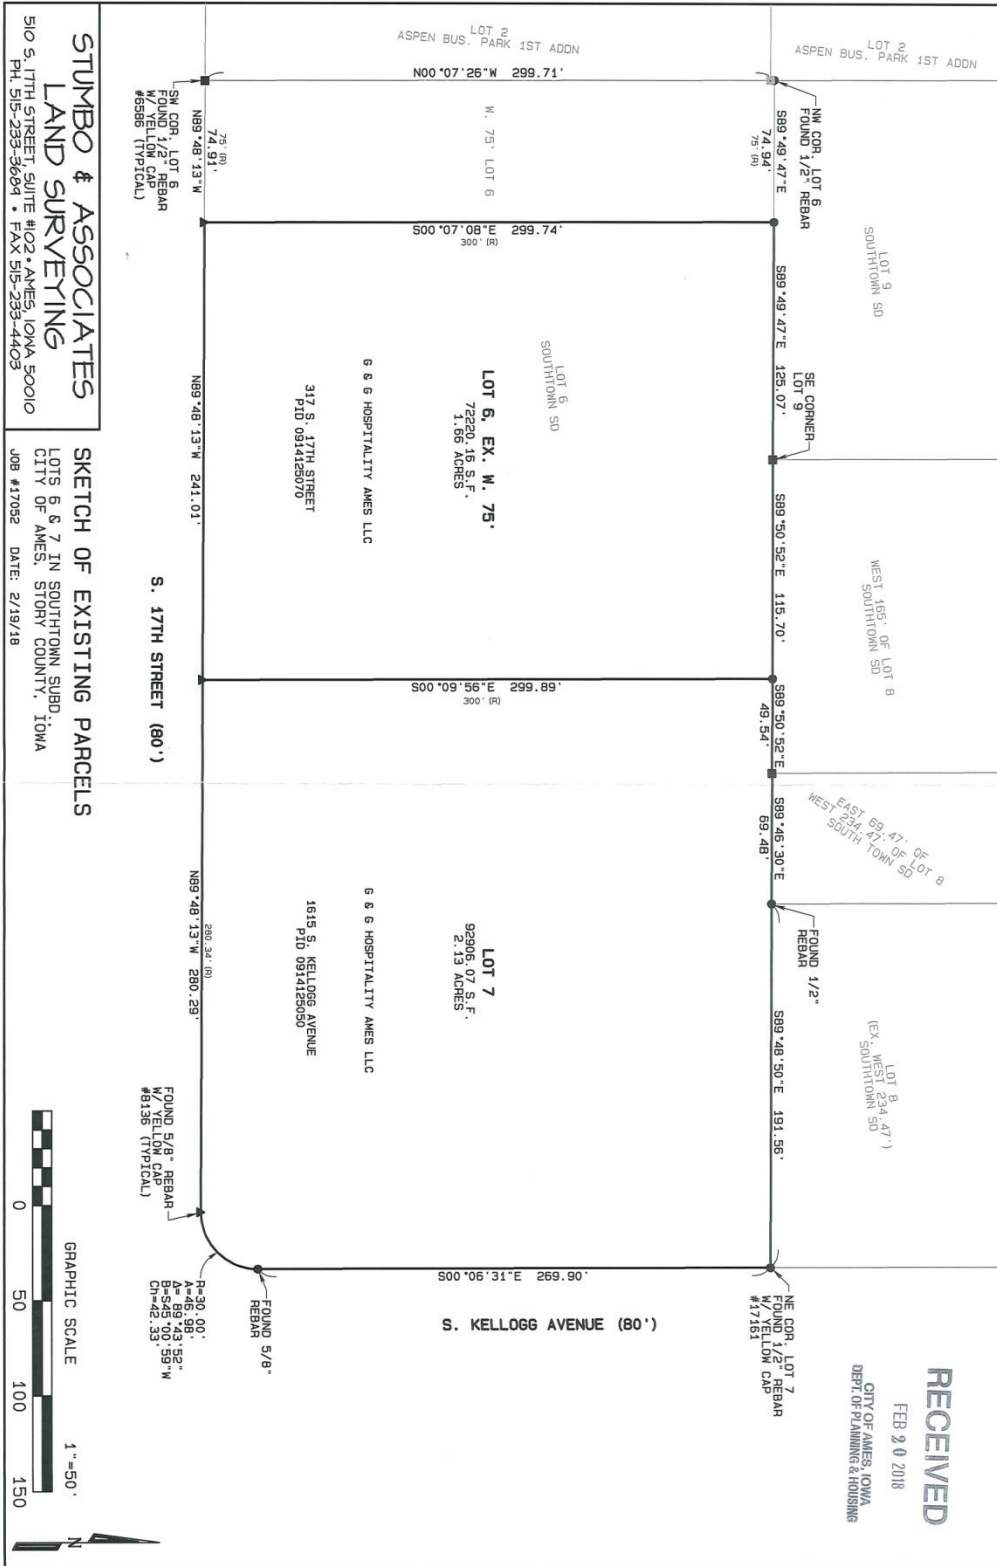 LOT 2
ASPEN BUS. PARK 1ST ADDN
LOT 2
ASPEN BUS. PARK 1ST ADDN
NW COR. LOT 6
FOUND 1/2" REBAR
S89°49'47"E
74.94'
75' (R)
N00°07'26"W 299.71'
W. 75' LOT 6
N89°48'13"W
74.91'
75' (R)
SW COR. LOT 6
FOUND 1/2" REBAR
W/ YELLOW CAP
#6586 (TYPICAL)
LOT 9
SOUTHTOWN SD
SE CORNER
LOT 9
S89°49'47"E 125.07'
S89°50'52"E 115.70'
WEST 165' OF LOT 8
SOUTHTOWN SD
S00°07'08"E 299.74'
300' (R)
LOT 6
SOUTHTOWN SD
LOT 6, EX. W. 75'
72220.16 S.F.
1.66 ACRES
G & G HOSPITALITY AMES LLC
317 S. 17TH STREET
PID 0914125070
N89°48'13"W 241.01'
S00°09'56"E 299.89'
300' (R)
S89°50'52"E
49.54'
S89°46'30"E
69.48'
EAST 69.47' OF
WEST 234.47' OF LOT 8
SOUTH TOWN SD
FOUND 1/2"
REBAR
LOT 8
(EX. WEST 234.47')
SOUTHTOWN SD
S89°48'50"E 191.56'
LOT 7
92906.07 S.F.
2.13 ACRES
G & G HOSPITALITY AMES LLC
1615 S. KELLOGG AVENUE
PID 0914125050
280.34' (R)
N89°48'13"W 280.29'
S00°06'31"E 269.90'
NE COR. LOT 7
FOUND 1/2" REBAR
W/ YELLOW CAP
#17161
S. KELLOGG AVENUE (80')
FOUND 5/8"
REBAR
R=30.00'
A=46.98'
Δ= 89°43'52"
B=S45°00'59"W
Ch=42.33'
FOUND 5/8" REBAR
W/ YELLOW CAP
#8136 (TYPICAL)
S. 17TH STREET (80')
RECEIVED
FEB 20 2018
CITY OF AMES, IOWA
DEPT. OF PLANNING & HOUSING
STUMBO & ASSOCIATES
LAND SURVEYING
510 S. 17TH STREET, SUITE #102 • AMES, IOWA 50010
PH. 515-233-3689 • FAX 515-233-4403
SKETCH OF EXISTING PARCELS
LOTS 6 & 7 IN SOUTHTOWN SUBD.,
CITY OF AMES, STORY COUNTY, IOWA
JOB #17052 DATE: 2/19/18
GRAPHIC SCALE 1"=50'
0 50 100 150
N